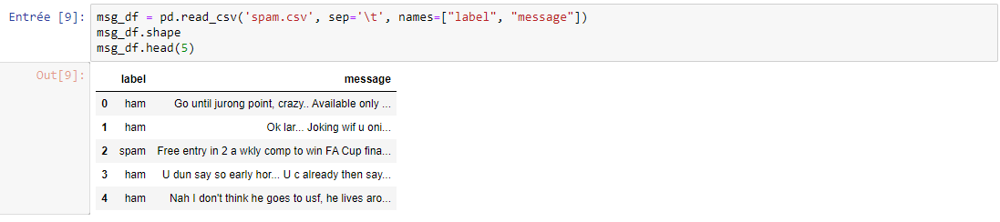 Entrée [9]: msg_df = pd.read_csv('spam.csv', sep='\t', names=["label", "message"])
msg_df.shape
msg_df.head(5)
Out[9]:
label message
0 ham Go until jurong point, crazy.. Available only ...
1 ham Ok lar... Joking wif u oni...
2 spam Free entry in 2 a wkly comp to win FA Cup fina...
3 ham U dun say so early hor... U c already then say...
4 ham Nah I don't think he goes to usf, he lives aro...